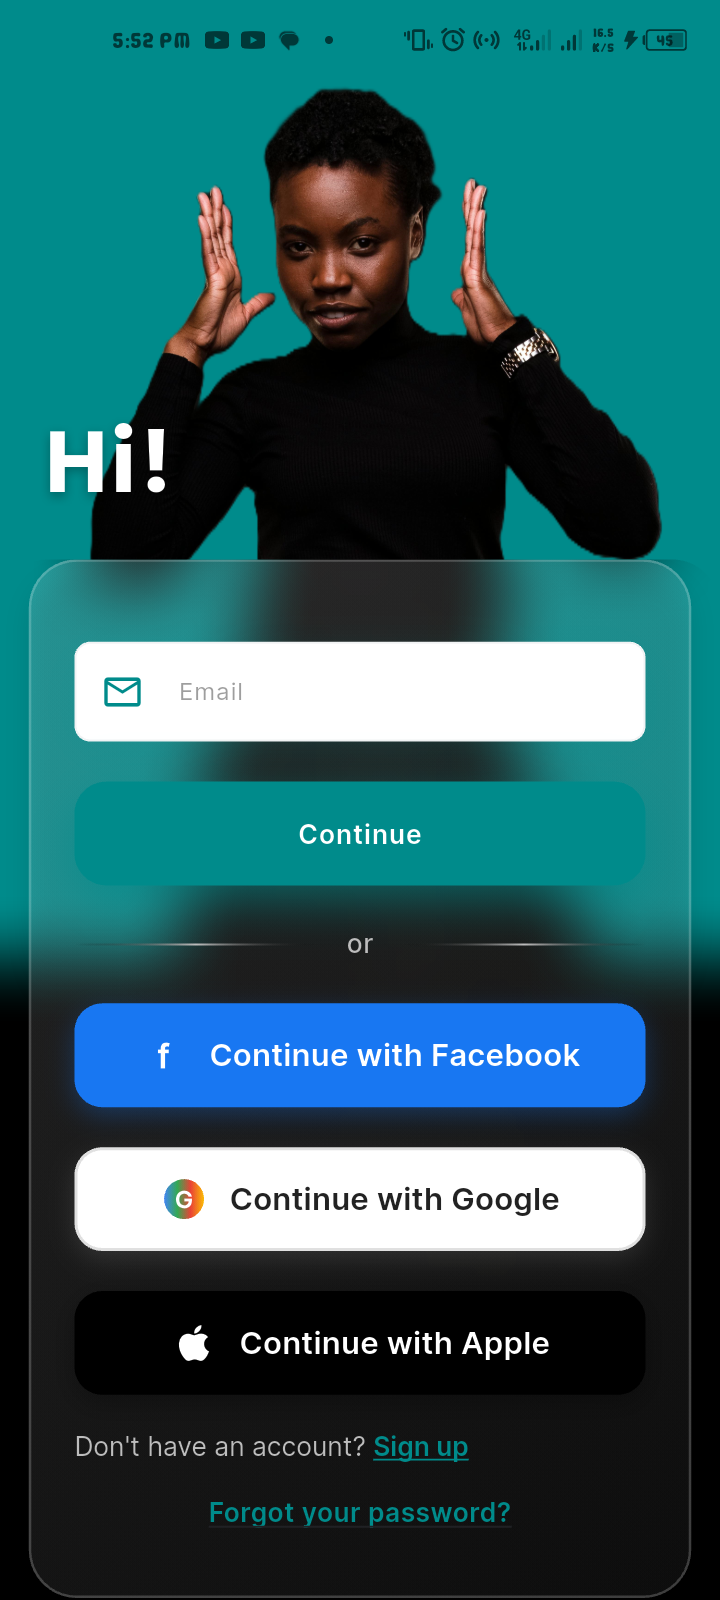 5:52 PM 4G 16.5 K/S 45
Hi!
Email
Continue
or
f Continue with Facebook
G Continue with Google
Continue with Apple
Don't have an account? Sign up
Forgot your password?